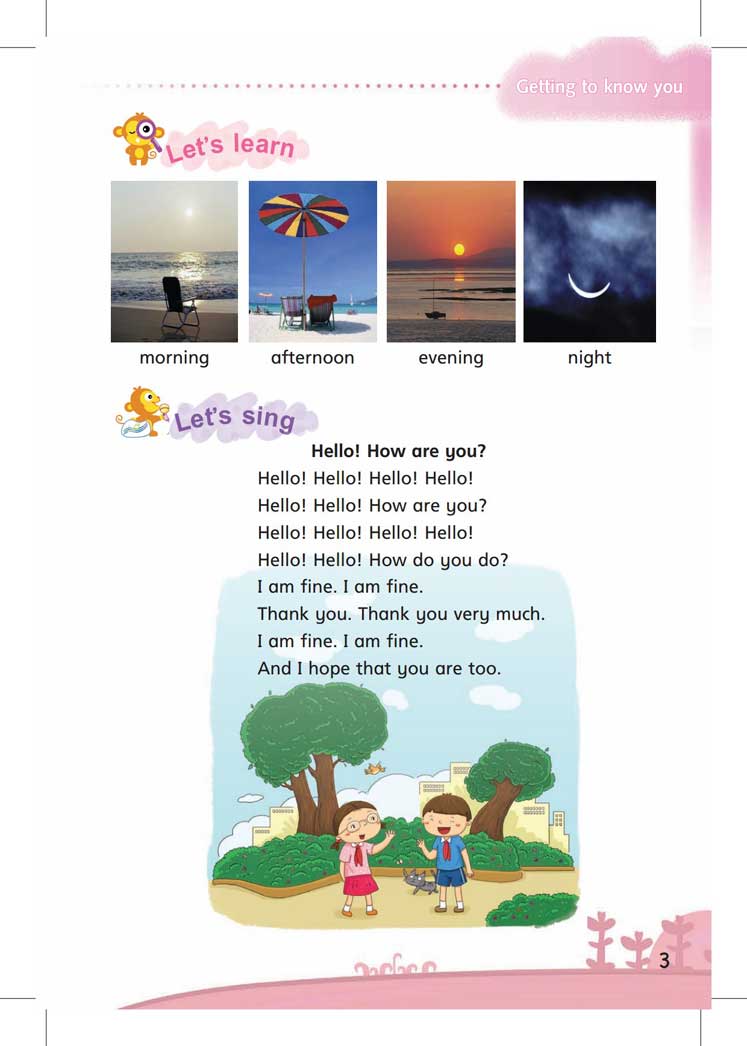 Getting to know you
Let's learn
morning afternoon evening night
Let's sing
Hello! How are you?
Hello! Hello! Hello! Hello!
Hello! Hello! How are you?
Hello! Hello! Hello! Hello!
Hello! Hello! How do you do?
I am fine. I am fine.
Thank you. Thank you very much.
I am fine. I am fine.
And I hope that you are too.
3